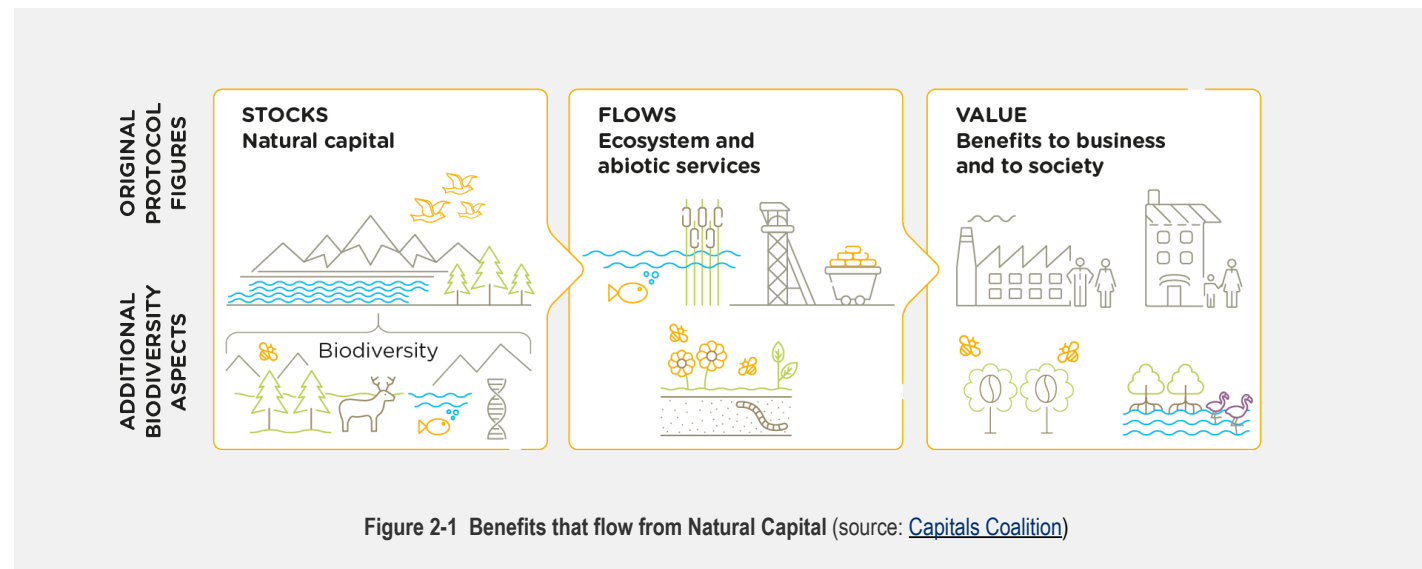 ORIGINAL
PROTOCOL
FIGURES
STOCKS
Natural capital
FLOWS
Ecosystem and
abiotic services
VALUE
Benefits to business
and to society
ADDITIONAL
BIODIVERSITY
ASPECTS
Biodiversity
Figure 2-1 Benefits that flow from Natural Capital (source: Capitals Coalition)